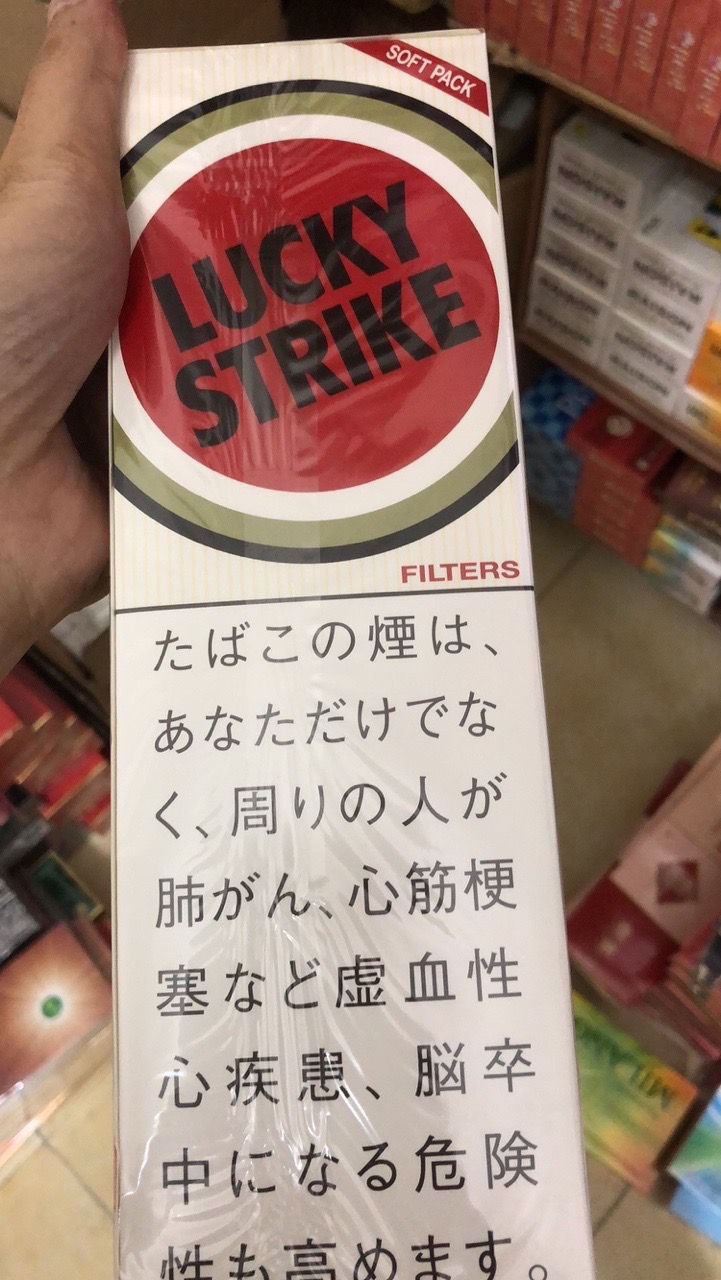 SOFT PACK
LUCKY
STRIKE
FILTERS
たばこの煙は、
あなただけでな
く、周りの人が
肺がん、心筋梗
塞など虚血性
心疾患、脳卒
中になる危険
性も高めます。
RAISON
MILANO